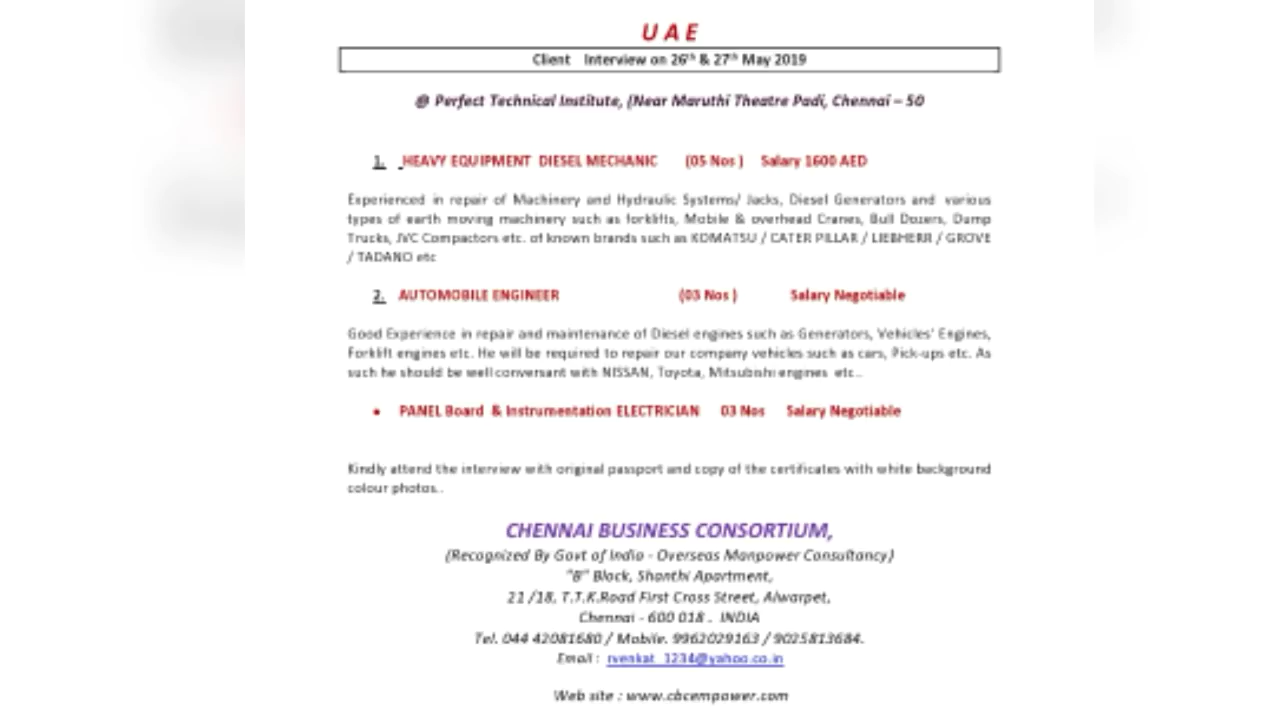 UAE
Client Interview on 26th & 27th May 2019
@ Perfect Technical Institute, (Near Maruthi Theatre Padi, Chennai – 50
1. HEAVY EQUIPMENT DIESEL MECHANIC (05 Nos ) Salary 1600 AED
Experienced in repair of Machinery and Hydraulic Systems/ Jacks, Diesel Generators and various
types of earth moving machinery such as forklifts, Mobile & overhead Cranes, Bull Dozers, Dump
Trucks, JVC Compactors etc. of known brands such as KOMATSU / CATER PILLAR / LIEBHERR / GROVE
/ TADANO etc
2. AUTOMOBILE ENGINEER (03 Nos ) Salary Negotiable
Good Experience in repair and maintenance of Diesel engines such as Generators, Vehicles' Engines,
Forklift engines etc. He will be required to repair our company vehicles such as cars, Pick-ups etc. As
such he should be well conversant with NISSAN, Toyota, Mitsubishi engines etc..
• PANEL Board & Instrumentation ELECTRICIAN 03 Nos Salary Negotiable
Kindly attend the interview with original passport and copy of the certificates with white background
colour photos..
CHENNAI BUSINESS CONSORTIUM,
(Recognized By Govt of India - Overseas Manpower Consultancy)
"B" Block, Shanthi Apartment,
21 /18, T.T.K.Road First Cross Street, Alwarpet,
Chennai - 600 018 . INDIA
Tel. 044 42081680 / Mobile. 9962029163 / 9025813684.
Email : rvenkat_1234@yahoo.co.in
Web site : www.cbcempower.com